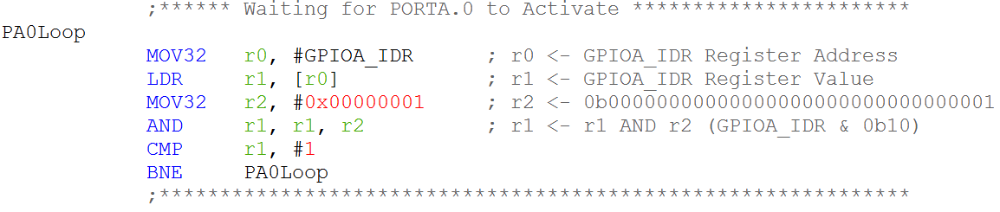 ;****** Waiting for PORTA.0 to Activate ***********************
PA0Loop
MOV32 r0, #GPIOA_IDR ; r0 <- GPIOA_IDR Register Address
LDR r1, [r0] ; r1 <- GPIOA_IDR Register Value
MOV32 r2, #0x00000001 ; r2 <- 0b00000000000000000000000000000001
AND r1, r1, r2 ; r1 <- r1 AND r2 (GPIOA_IDR & 0b10)
CMP r1, #1
BNE PA0Loop
;**************************************************************